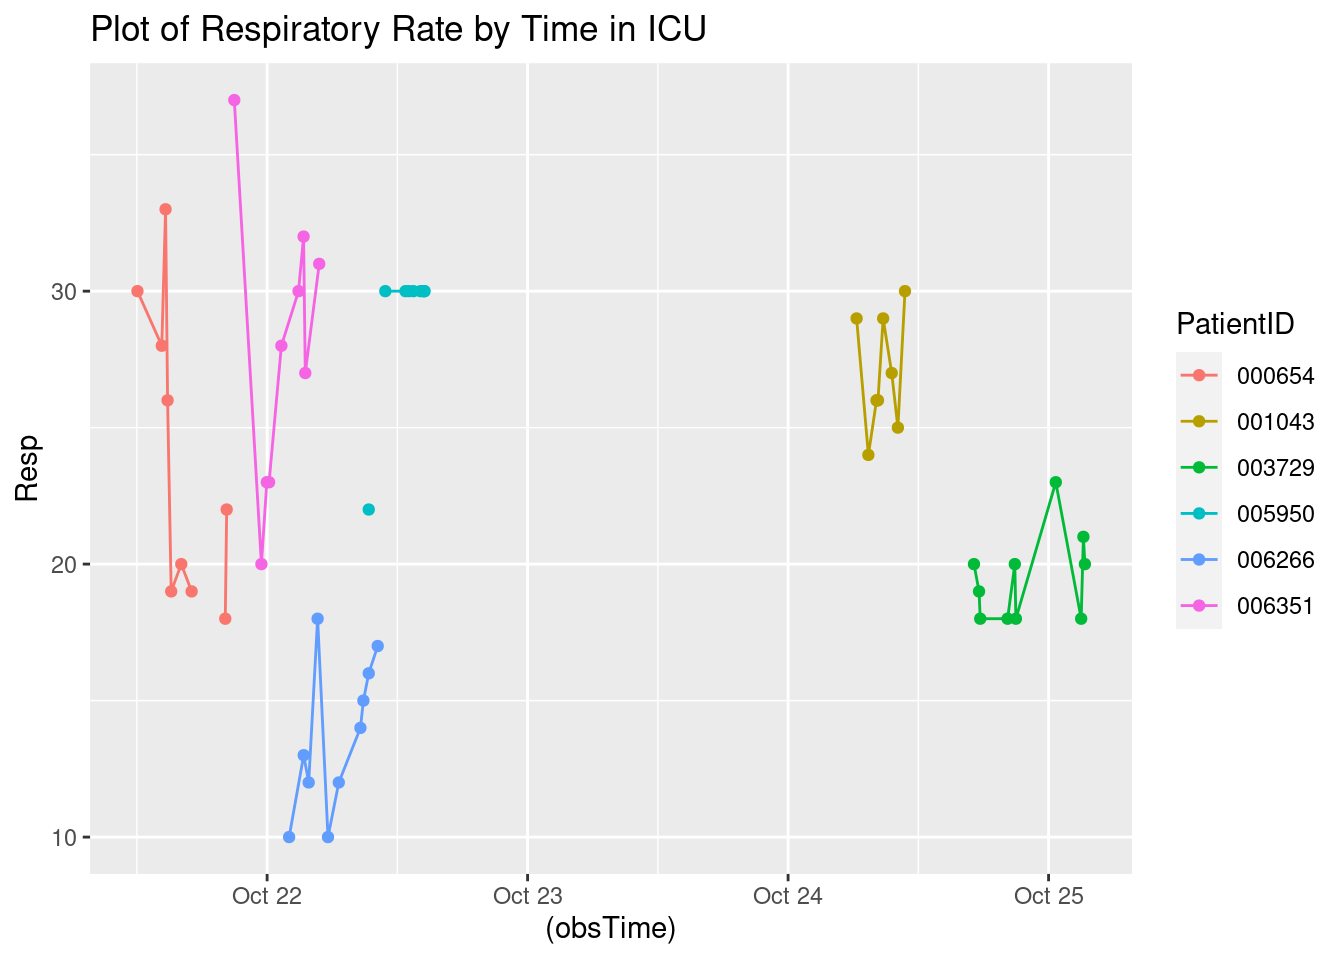 Plot of Respiratory Rate by Time in ICU
Resp
30
20
10
Oct 22
Oct 23
Oct 24
Oct 25
(obsTime)
PatientID
000654
001043
003729
005950
006266
006351